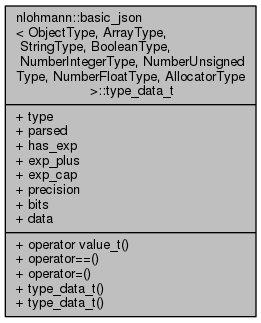 nlohmann::basic_json
< ObjectType, ArrayType,
StringType, BooleanType,
NumberIntegerType, NumberUnsigned
Type, NumberFloatType, AllocatorType
>::type_data_t
+ type
+ parsed
+ has_exp
+ exp_plus
+ exp_cap
+ precision
+ bits
+ data
+ operator value_t()
+ operator==()
+ operator=()
+ type_data_t()
+ type_data_t()